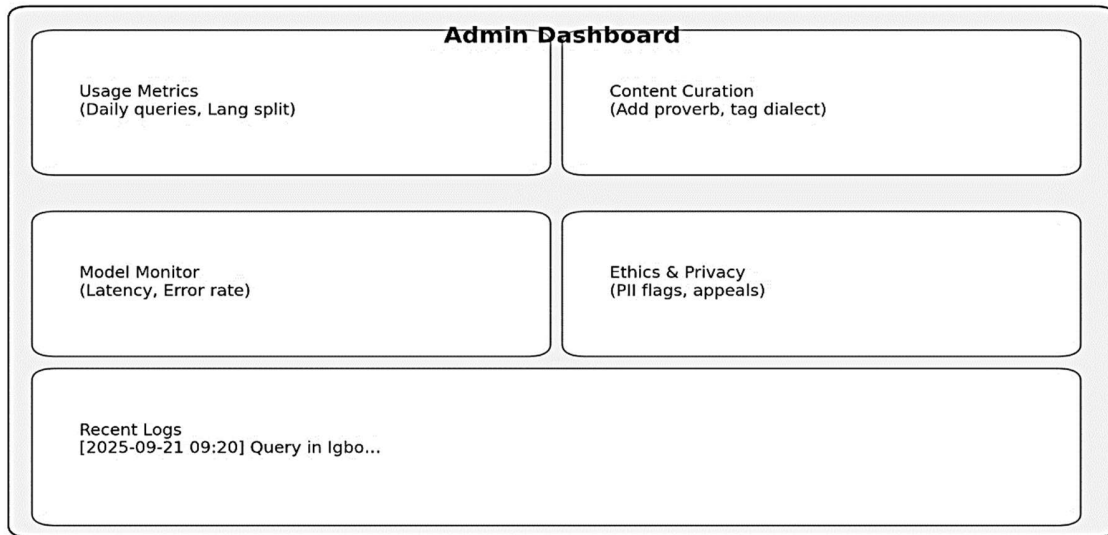 Admin Dashboard
Usage Metrics
(Daily queries, Lang split)
Content Curation
(Add proverb, tag dialect)
Model Monitor
(Latency, Error rate)
Ethics & Privacy
(PII flags, appeals)
Recent Logs
[2025-09-21 09:20] Query in Igbo...